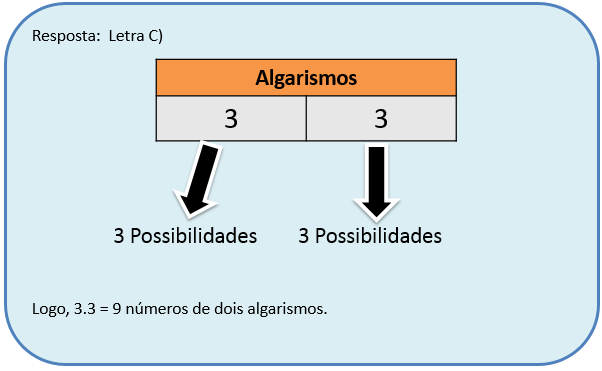 Resposta: Letra C)
Algarismos
3 3
3 Possibilidades 3 Possibilidades
Logo, 3.3 = 9 números de dois algarismos.